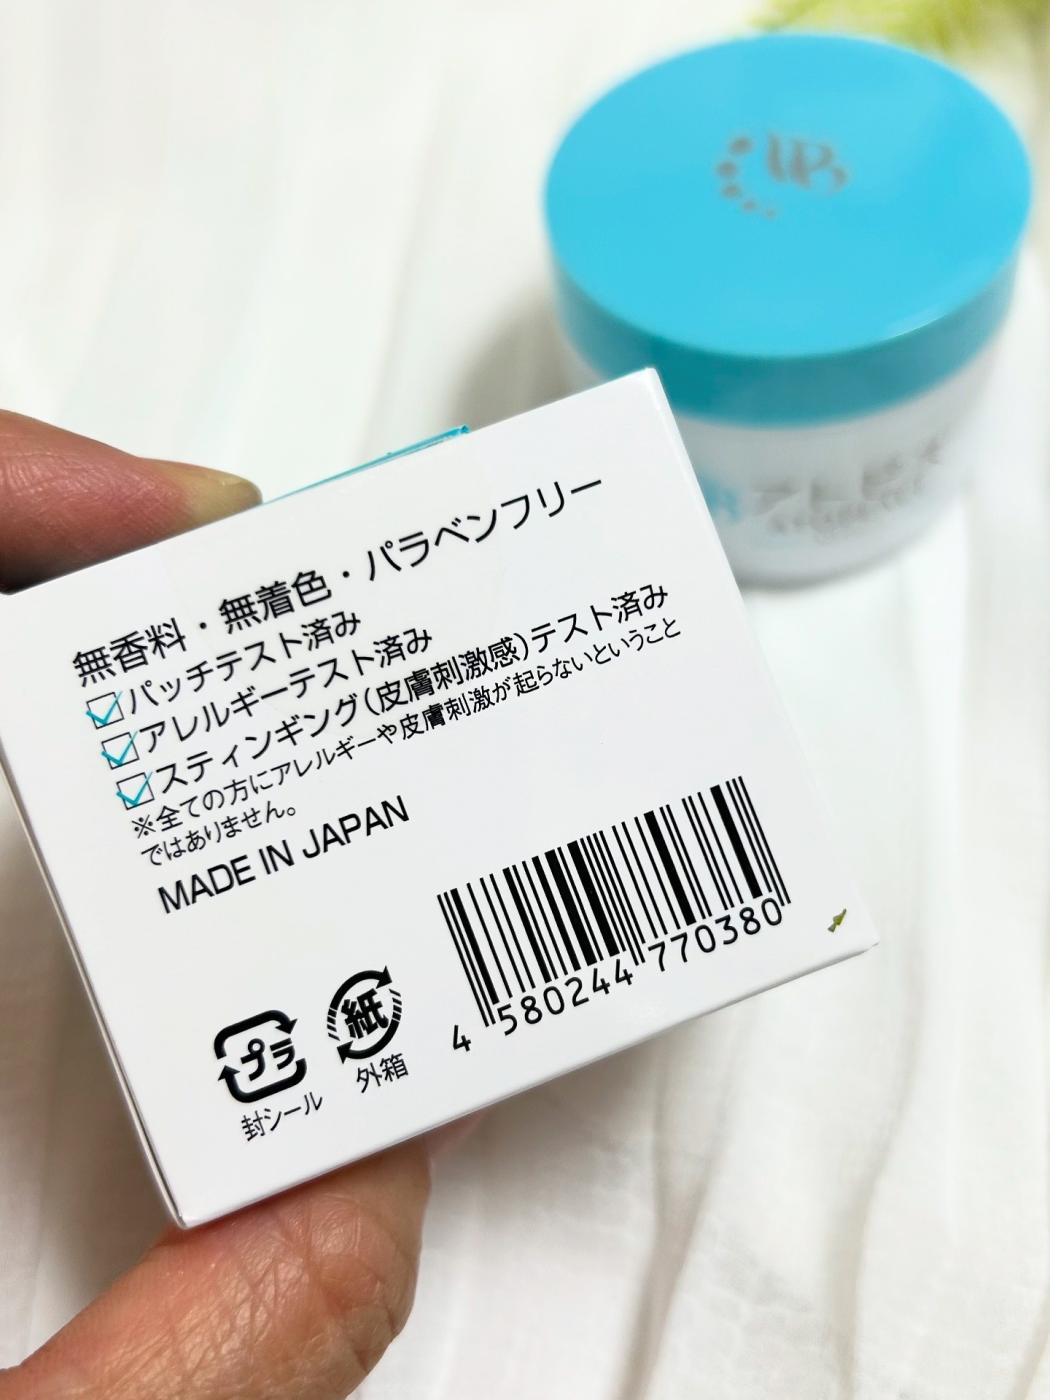 無香料・無着色・パラベンフリー
パッチテスト済み
アレルギーテスト済み
スティンギング(皮膚刺激感)テスト済み
※全ての方にアレルギーや皮膚刺激が起らないということ
ではありません。
MADE IN JAPAN
4 580244 770380
プラ
封シール
紙
外箱